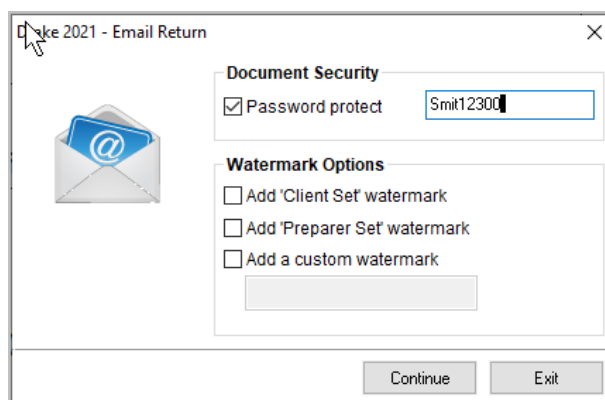 Drake 2021 - Email Return
Document Security
Password protect
Smit12300
Watermark Options
Add 'Client Set' watermark
Add 'Preparer Set' watermark
Add a custom watermark
Continue
Exit